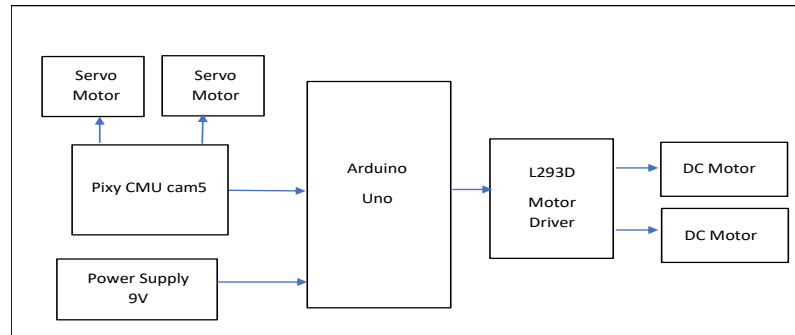 Servo
Motor
Servo
Motor
Pixy CMU cam5
Power Supply
9V
Arduino
Uno
L293D
Motor
Driver
DC Motor
DC Motor